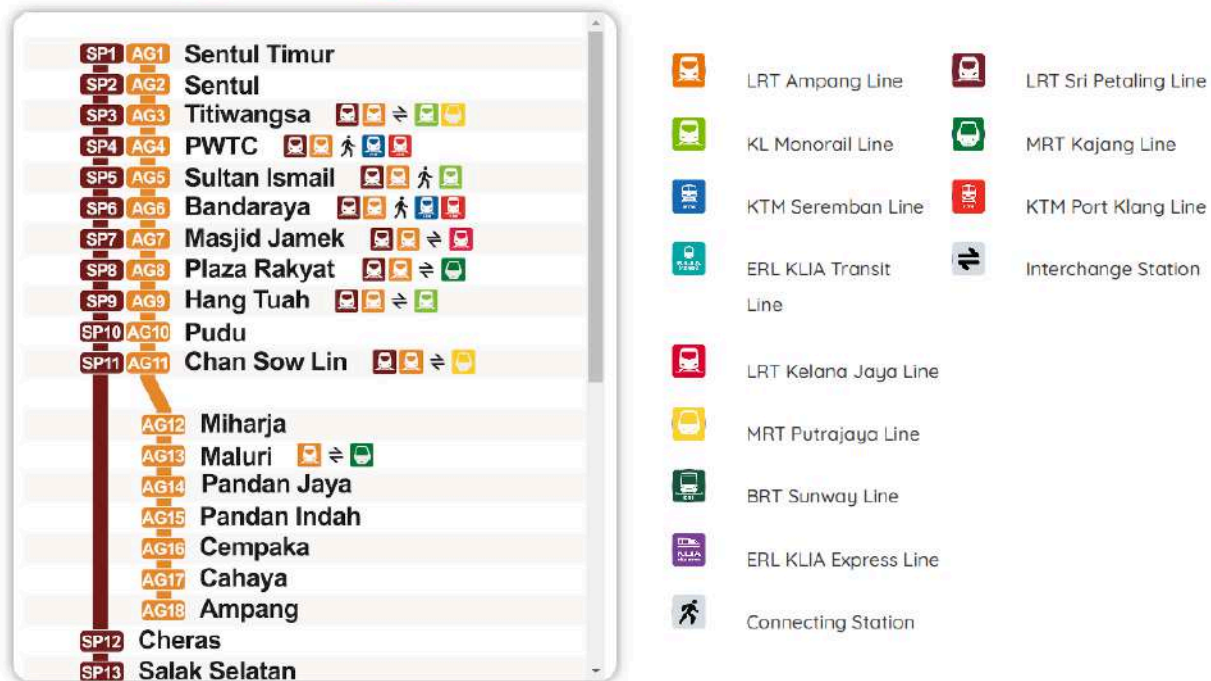 SP1 AG1 Sentul Timur
SP2 AG2 Sentul
SP3 AG3 Titiwangsa
SP4 AG4 PWTC
SP5 AG5 Sultan Ismail
SP6 AG6 Bandaraya
SP7 AG7 Masjid Jamek
SP8 AG8 Plaza Rakyat
SP9 AG9 Hang Tuah
SP10 AG10 Pudu
SP11 AG11 Chan Sow Lin
AG12 Miharja
AG13 Maluri
AG14 Pandan Jaya
AG15 Pandan Indah
AG16 Cempaka
AG17 Cahaya
AG18 Ampang
SP12 Cheras
SP13 Salak Selatan
LRT Ampang Line
KL Monorail Line
KTM Seremban Line
ERL KLIA Transit
Line
LRT Kelana Jaya Line
MRT Putrajaya Line
BRT Sunway Line
ERL KLIA Express Line
Connecting Station
LRT Sri Petaling Line
MRT Kajang Line
KTM Port Klang Line
Interchange Station